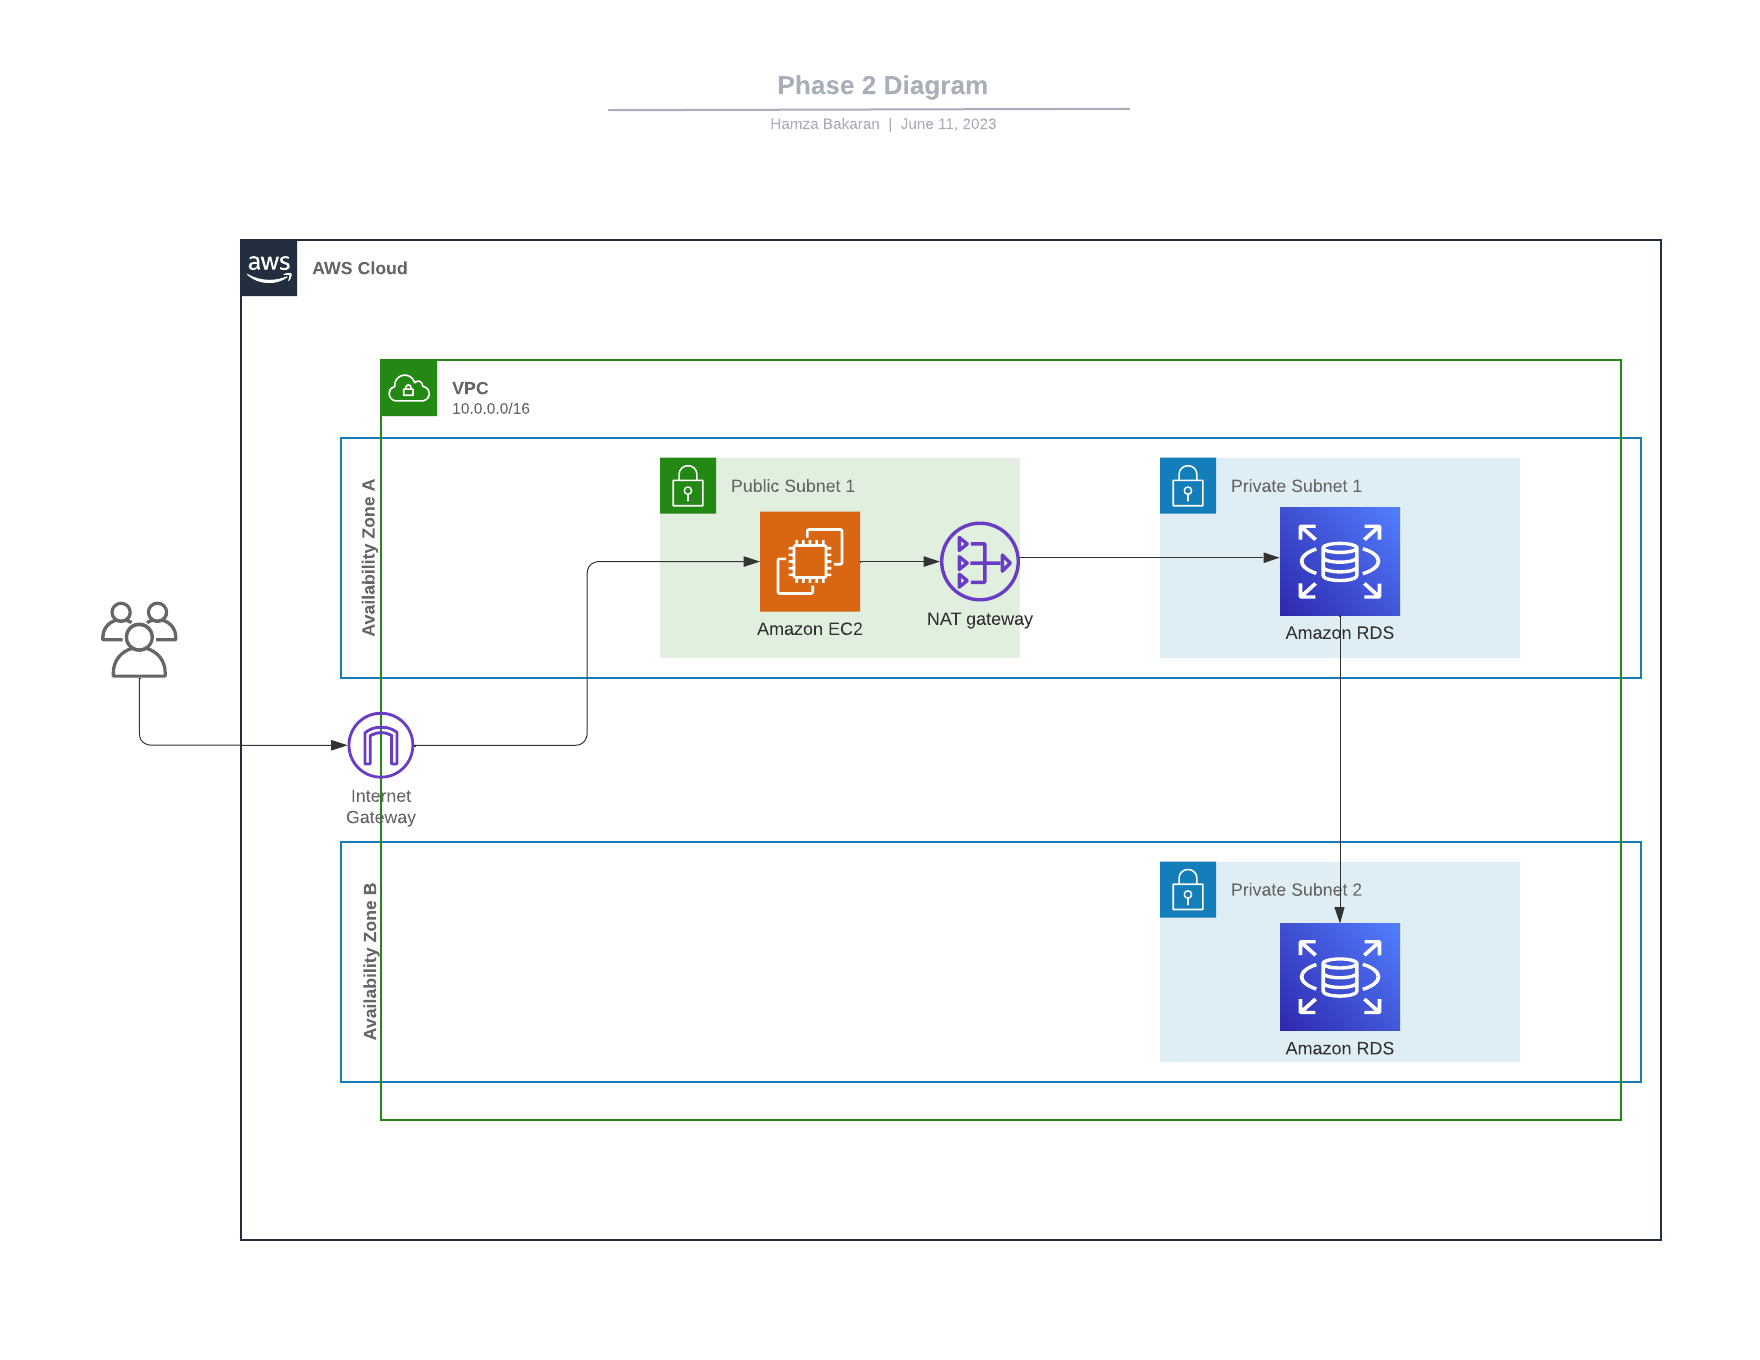 Phase 2 Diagram
Hamza Bakaran | June 11, 2023
aws
AWS Cloud
VPC
10.0.0.0/16
Availability Zone A
Public Subnet 1
Amazon EC2
NAT gateway
Private Subnet 1
Amazon RDS
Internet
Gateway
Availability Zone B
Private Subnet 2
Amazon RDS